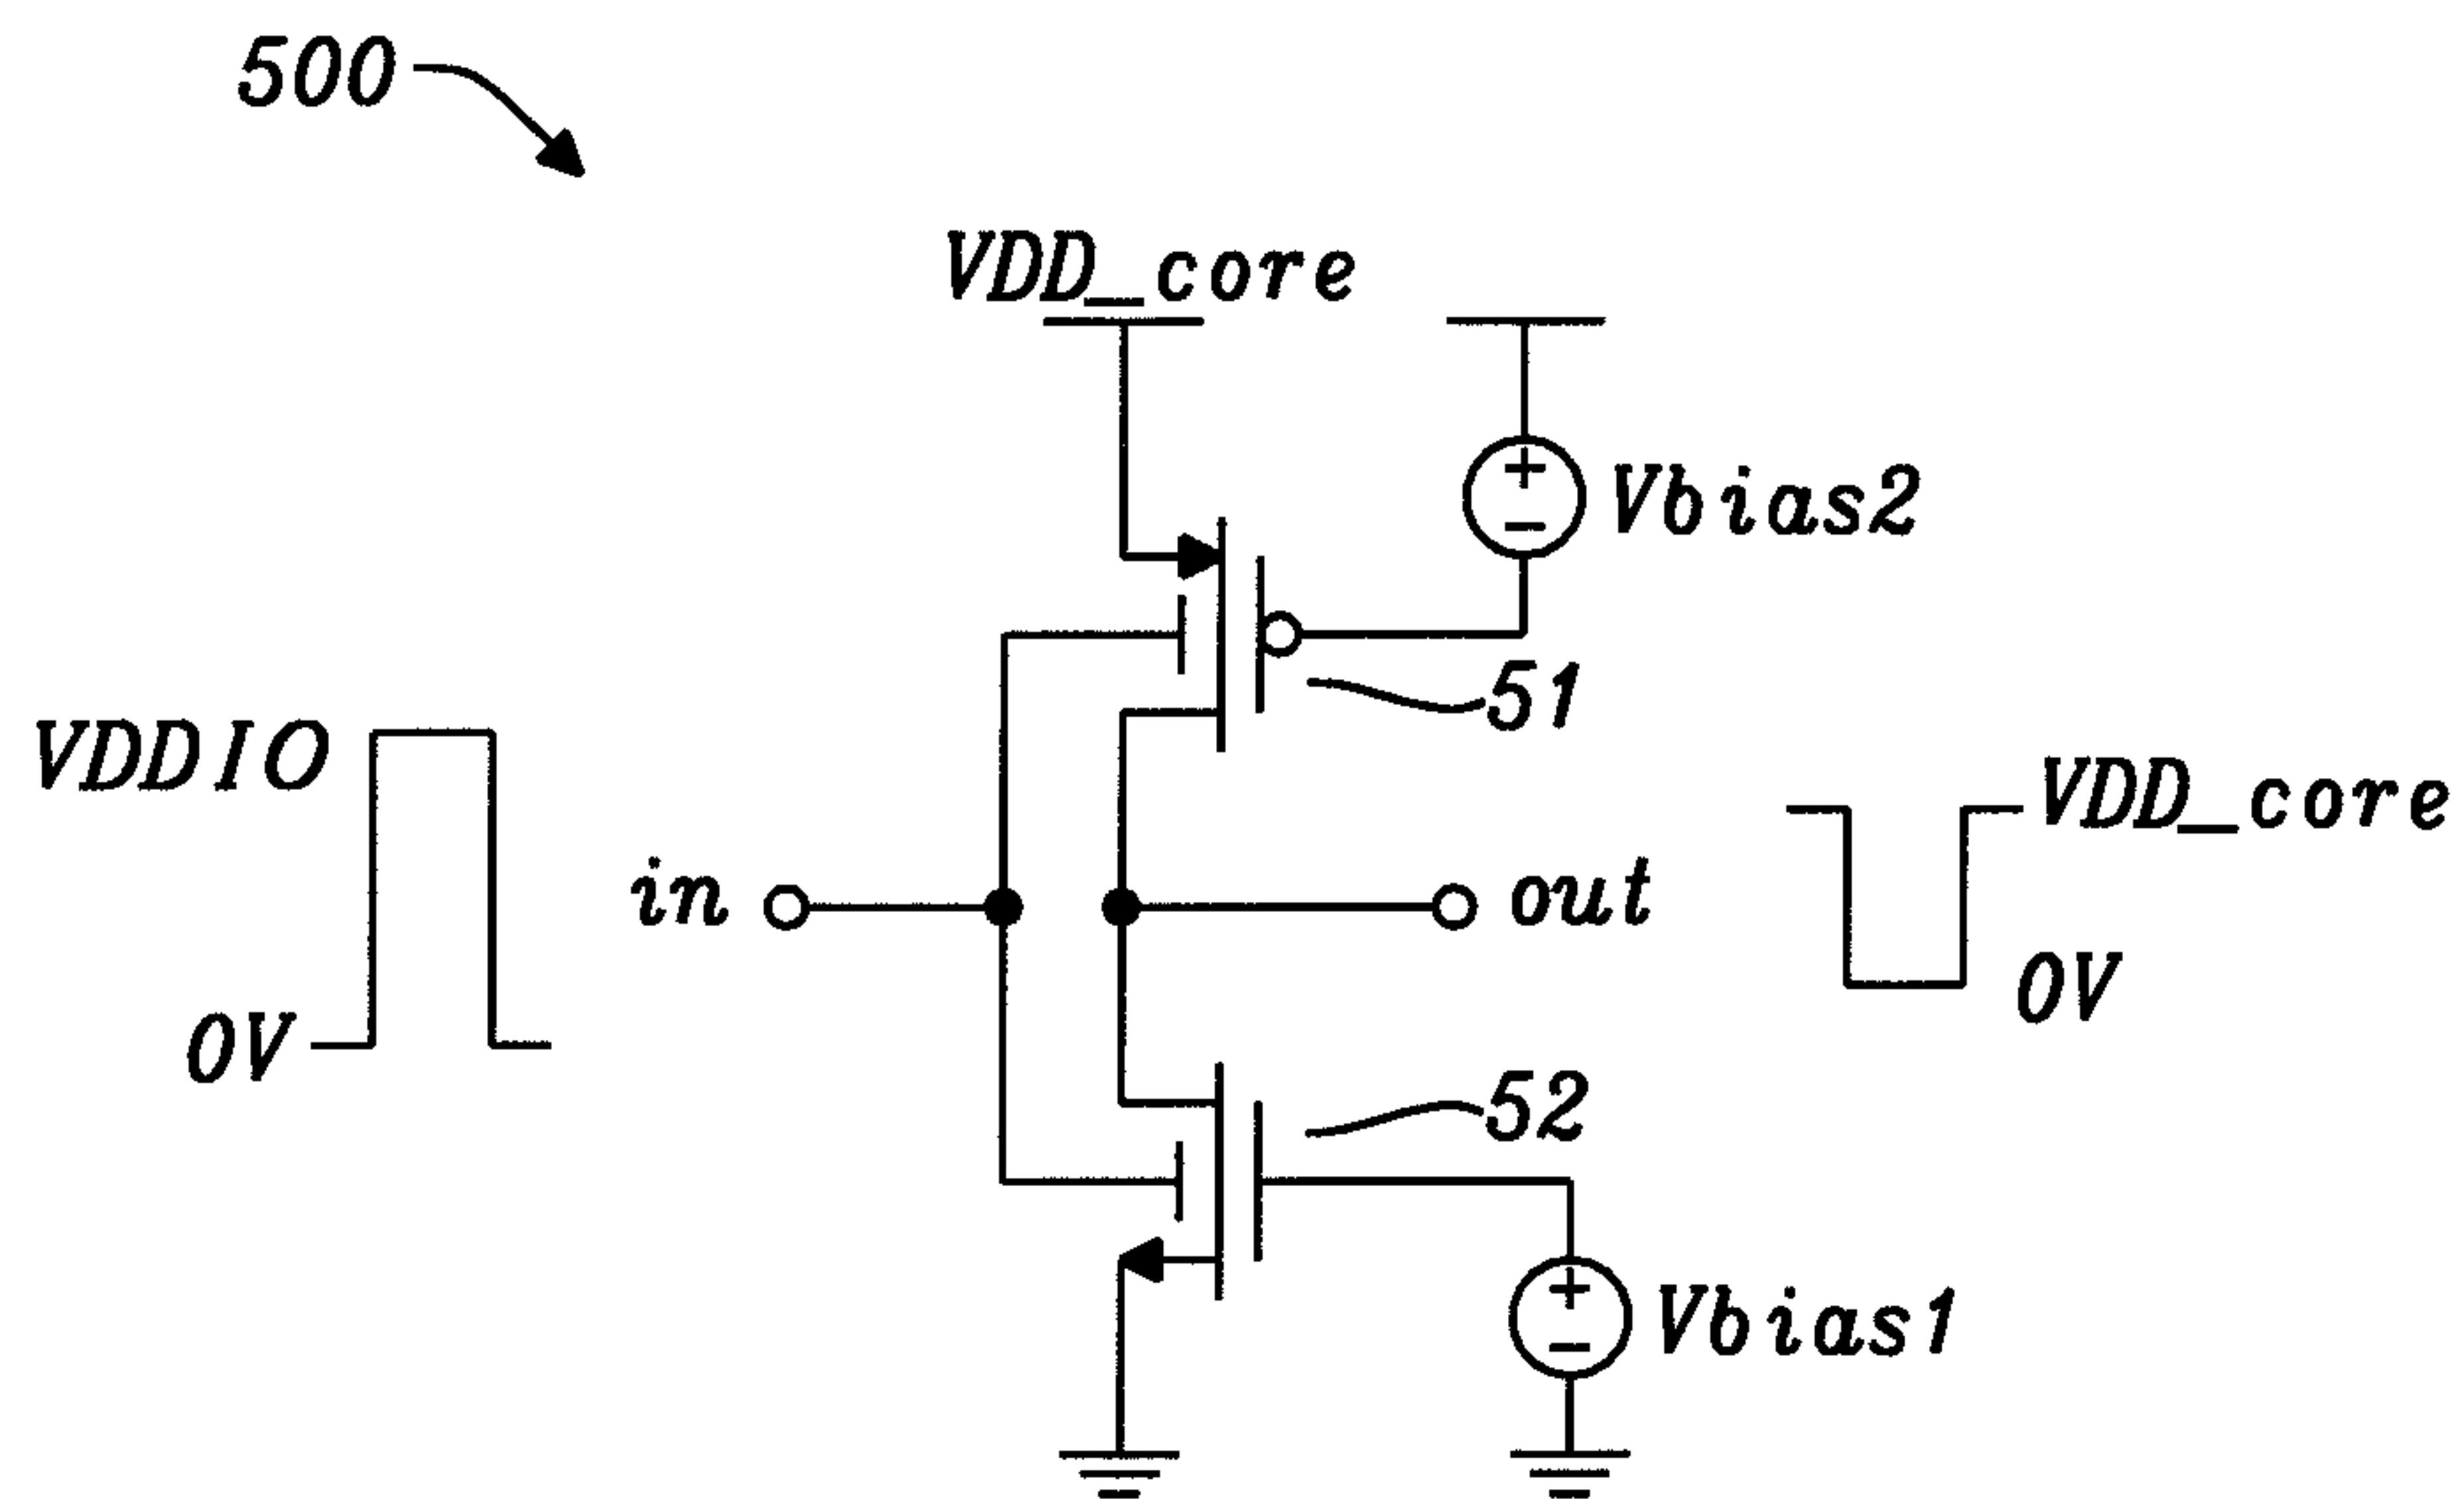 500
VDD_core
Vbias2
51
VDDIO
VDD_core
in
out
0V
0V
52
Vbias1